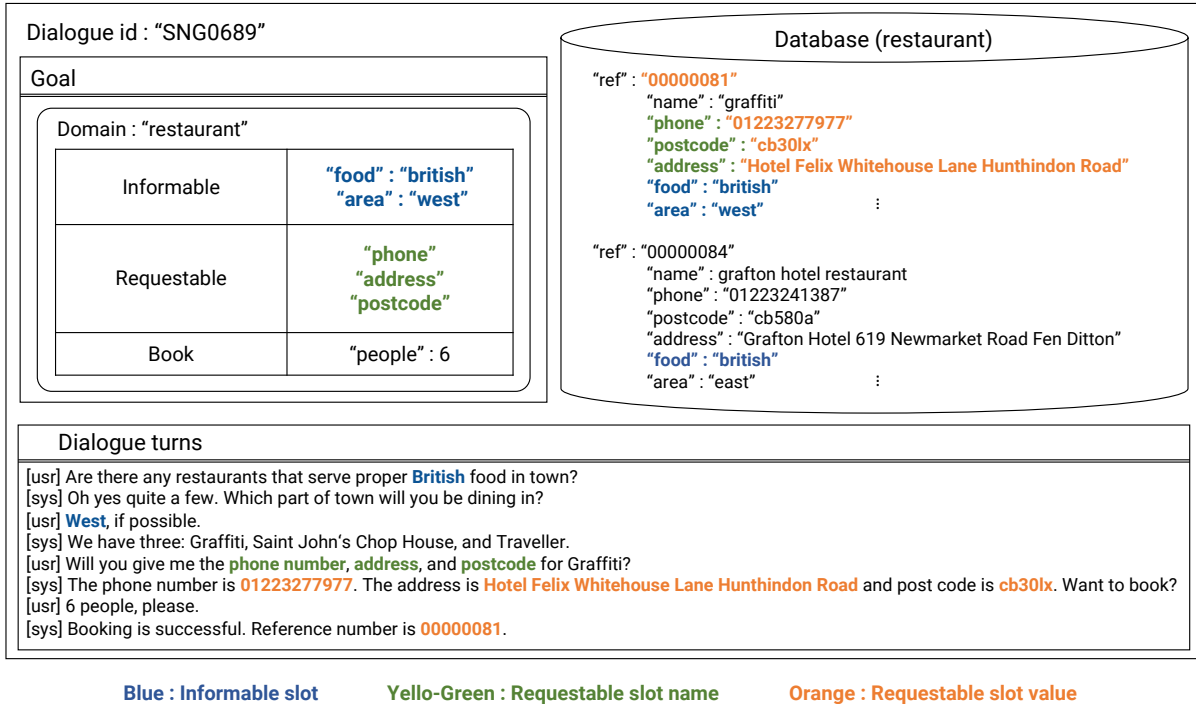 Dialogue id : “SNG0689”
Goal
Domain : “restaurant”
Informable
“food” : “british”
“area” : “west”
Requestable
“phone”
“address”
“postcode”
Book
“people” : 6
Database (restaurant)
“ref” : “00000081”
“name” : “graffiti”
“phone” : “01223277977”
“postcode” : “cb30lx”
“address” : “Hotel Felix Whitehouse Lane Hunthindon Road”
“food” : “british”
“area” : “west”
⋮
“ref” : “00000084”
“name” : grafton hotel restaurant
“phone” : “01223241387”
“postcode” : “cb580a”
“address” : “Grafton Hotel 619 Newmarket Road Fen Ditton”
“food” : “british”
“area” : “east”
⋮
Dialogue turns
[usr] Are there any restaurants that serve proper British food in town?
[sys] Oh yes quite a few. Which part of town will you be dining in?
[usr] West, if possible.
[sys] We have three: Graffiti, Saint John‘s Chop House, and Traveller.
[usr] Will you give me the phone number, address, and postcode for Graffiti?
[sys] The phone number is 01223277977. The address is Hotel Felix Whitehouse Lane Hunthindon Road and post code is cb30lx. Want to book?
[usr] 6 people, please.
[sys] Booking is successful. Reference number is 00000081.
Blue : Informable slot
Yello-Green : Requestable slot name
Orange : Requestable slot value